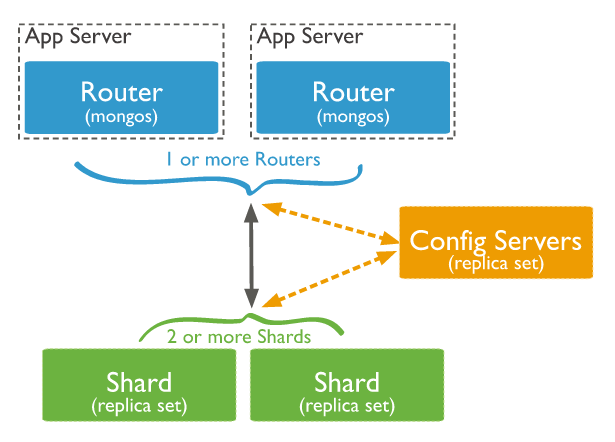 App Server
App Server
Router
(mongos)
Router
(mongos)
1 or more Routers
Config Servers
(replica set)
2 or more Shards
Shard
(replica set)
Shard
(replica set)